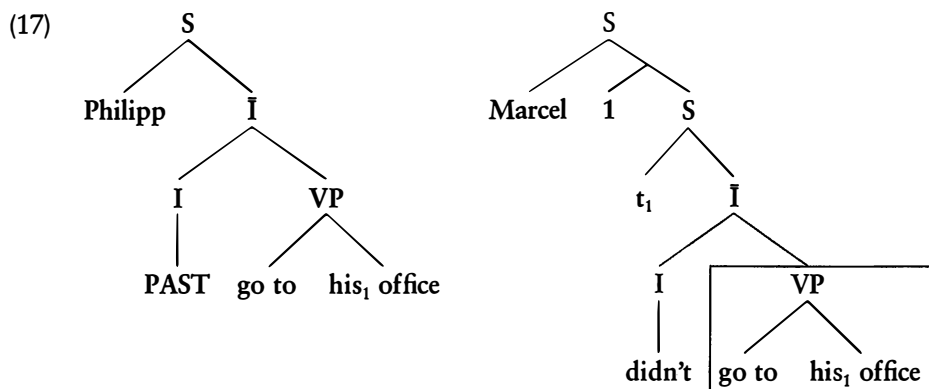 (17) S S
Philipp Ī Marcel 1 S
I VP t₁ Ī
PAST go to his₁ office I VP
didn't go to his₁ office